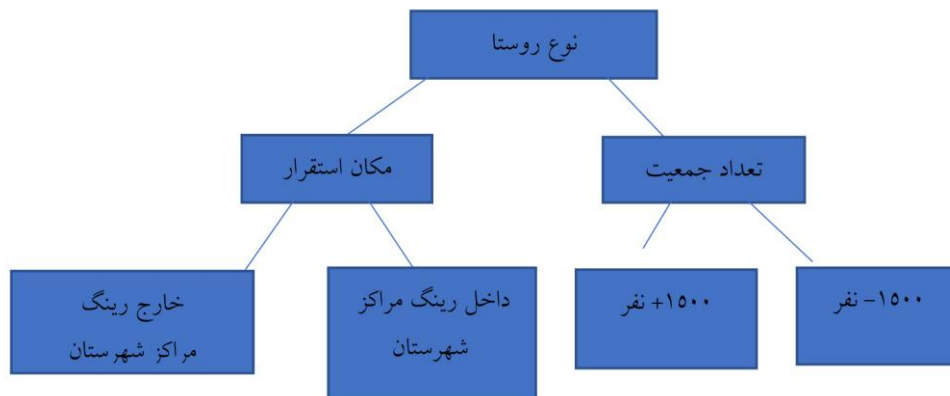 نوع روستا
تعداد جمعیت
مکان استقرار
۱۵۰۰- نفر
۱۵۰۰+ نفر
داخل رینگ مراکز
شهرستان
خارج رینگ
مراکز شهرستان